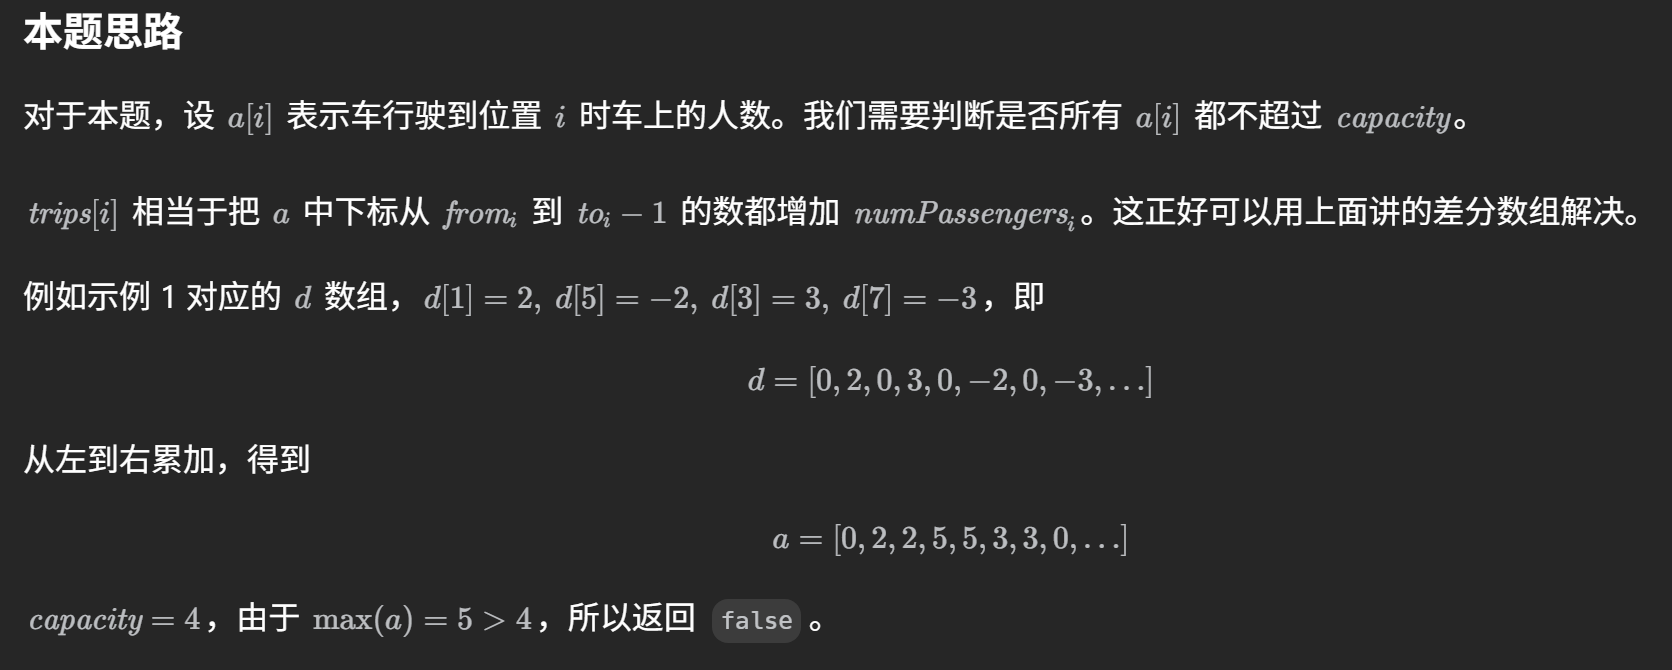 本题思路
对于本题，设 a[i] 表示车行驶到位置 i 时车上的人数。我们需要判断是否所有 a[i] 都不超过 capacity。
trips[i] 相当于把 a 中下标从 from_i 到 to_i − 1 的数都增加 numPassengers_i。这正好可以用上面讲的差分数组解决。
例如示例 1 对应的 d 数组，d[1] = 2, d[5] = −2, d[3] = 3, d[7] = −3，即
d = [0, 2, 0, 3, 0, −2, 0, −3, …]
从左到右累加，得到
a = [0, 2, 2, 5, 5, 3, 3, 0, …]
capacity = 4，由于 max(a) = 5 > 4，所以返回 false 。